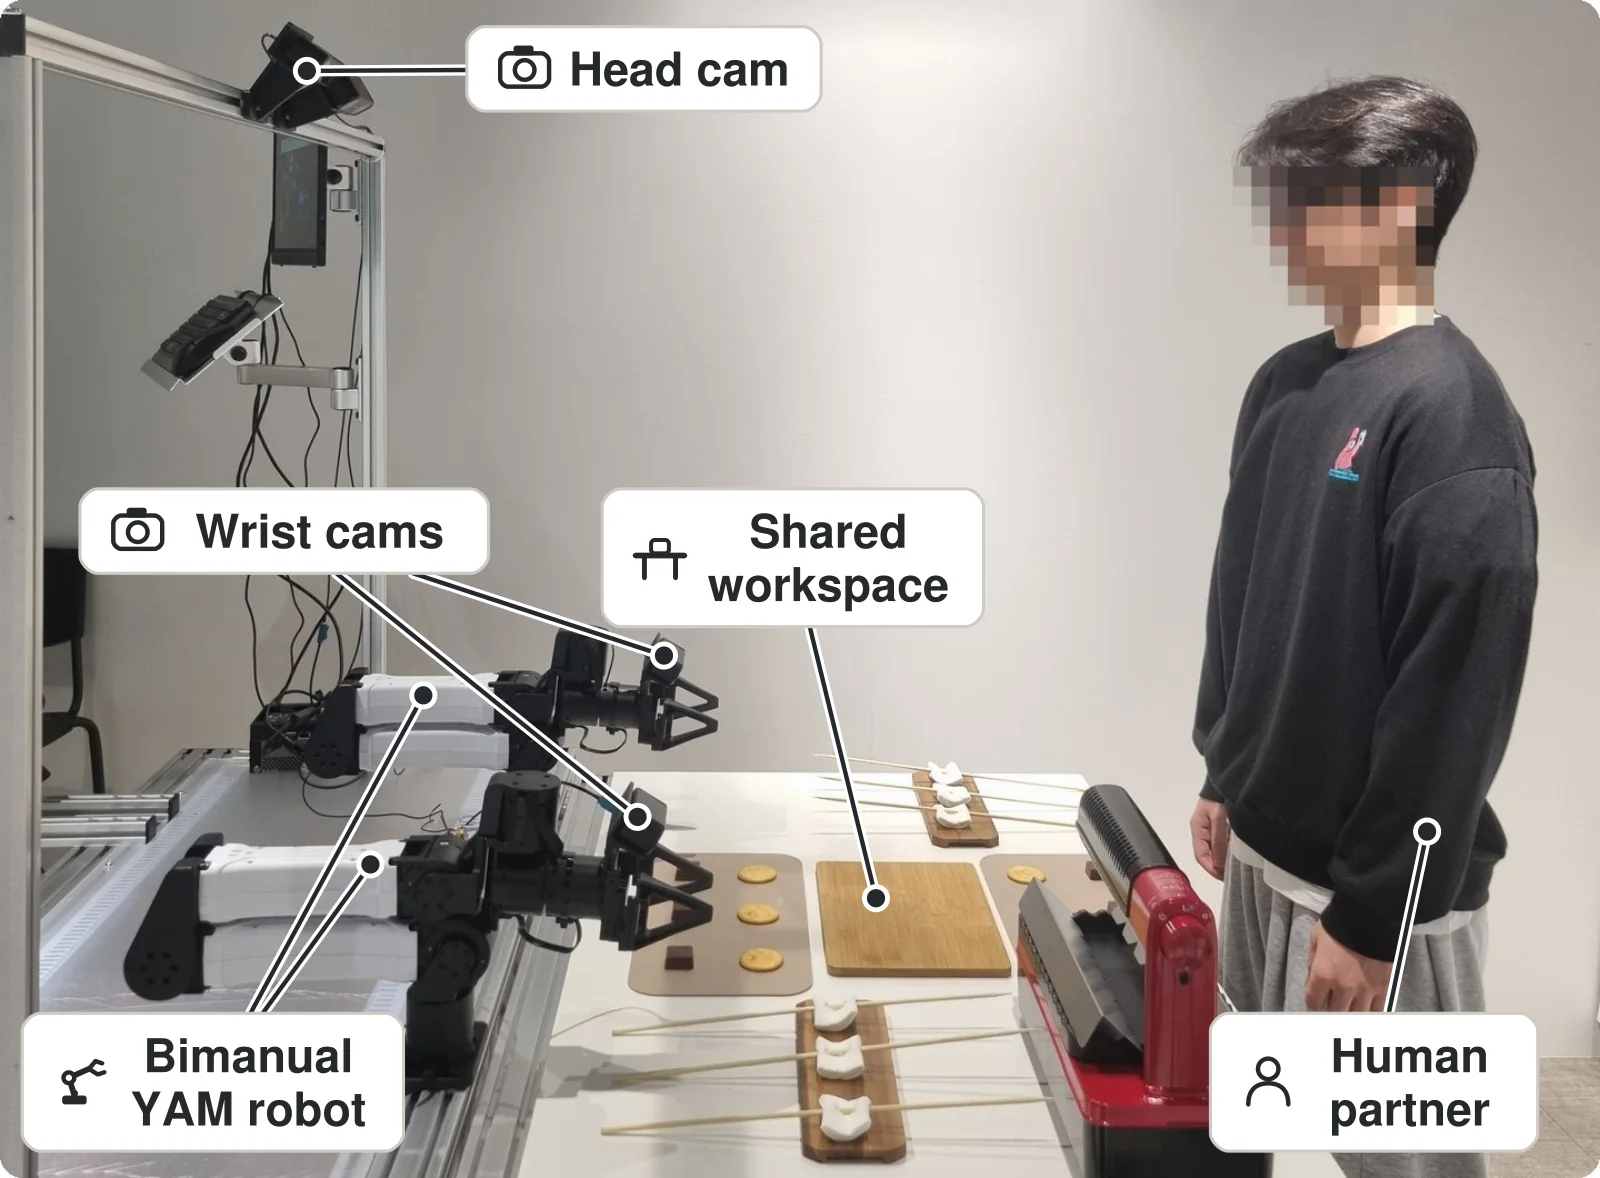 Head cam
Wrist cams
Shared
workspace
Bimanual
YAM robot
Human
partner